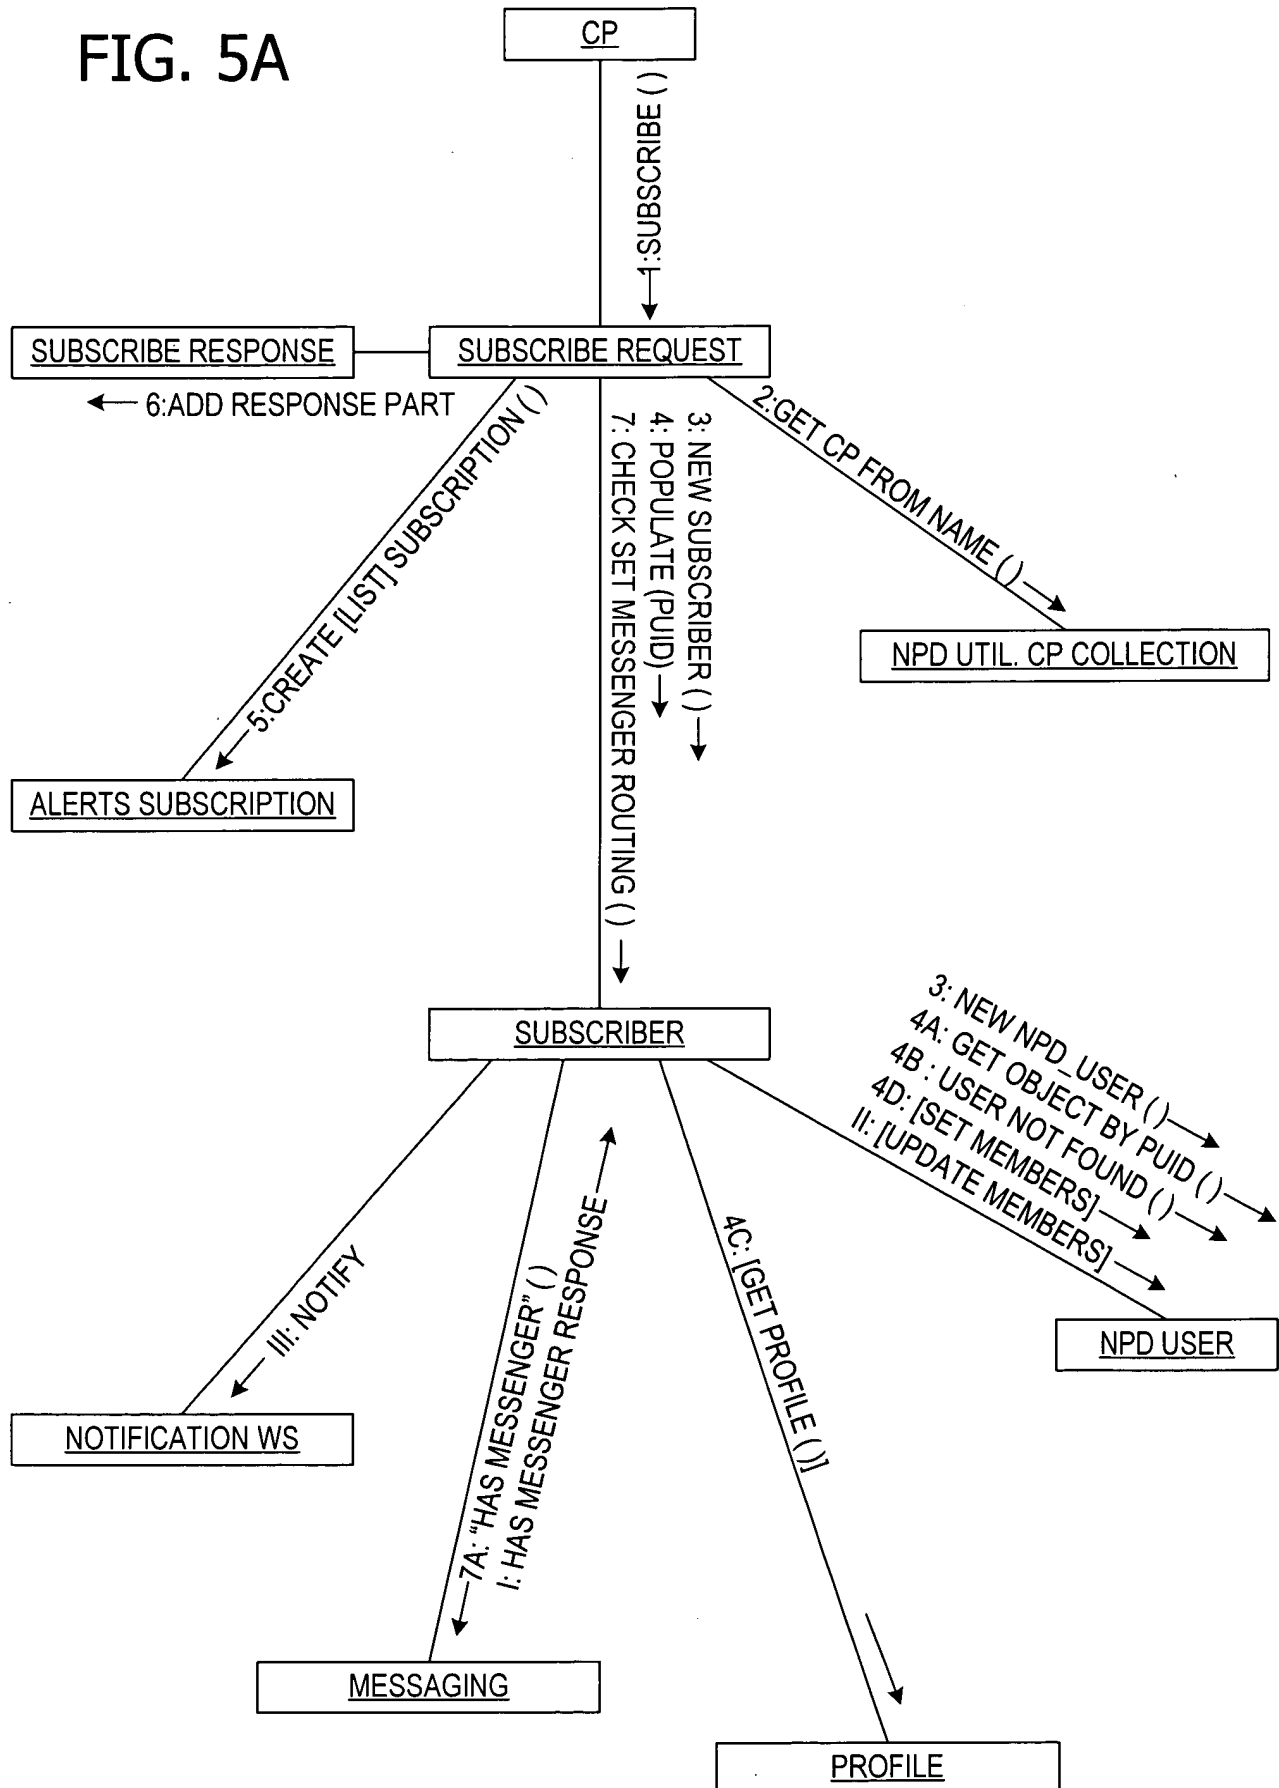 FIG. 5A
CP
1:SUBSCRIBE ( )
SUBSCRIBE RESPONSE
SUBSCRIBE REQUEST
6:ADD RESPONSE PART
2:GET CP FROM NAME ( )
3: NEW SUBSCRIBER ( )
4: POPULATE (PUID)
7: CHECK SET MESSENGER ROUTING ( )
5:CREATE [LIST] SUBSCRIPTION ( )
NPD UTIL. CP COLLECTION
ALERTS SUBSCRIPTION
SUBSCRIBER
3: NEW NPD_USER ( )
4A: GET OBJECT BY PUID ( )
4B : USER NOT FOUND ( )
4D: [SET MEMBERS]
II: [UPDATE MEMBERS]
III: NOTIFY
7A: "HAS MESSENGER" ( )
I: HAS MESSENGER RESPONSE
4C: [GET PROFILE ( )]
NPD USER
NOTIFICATION WS
MESSAGING
PROFILE